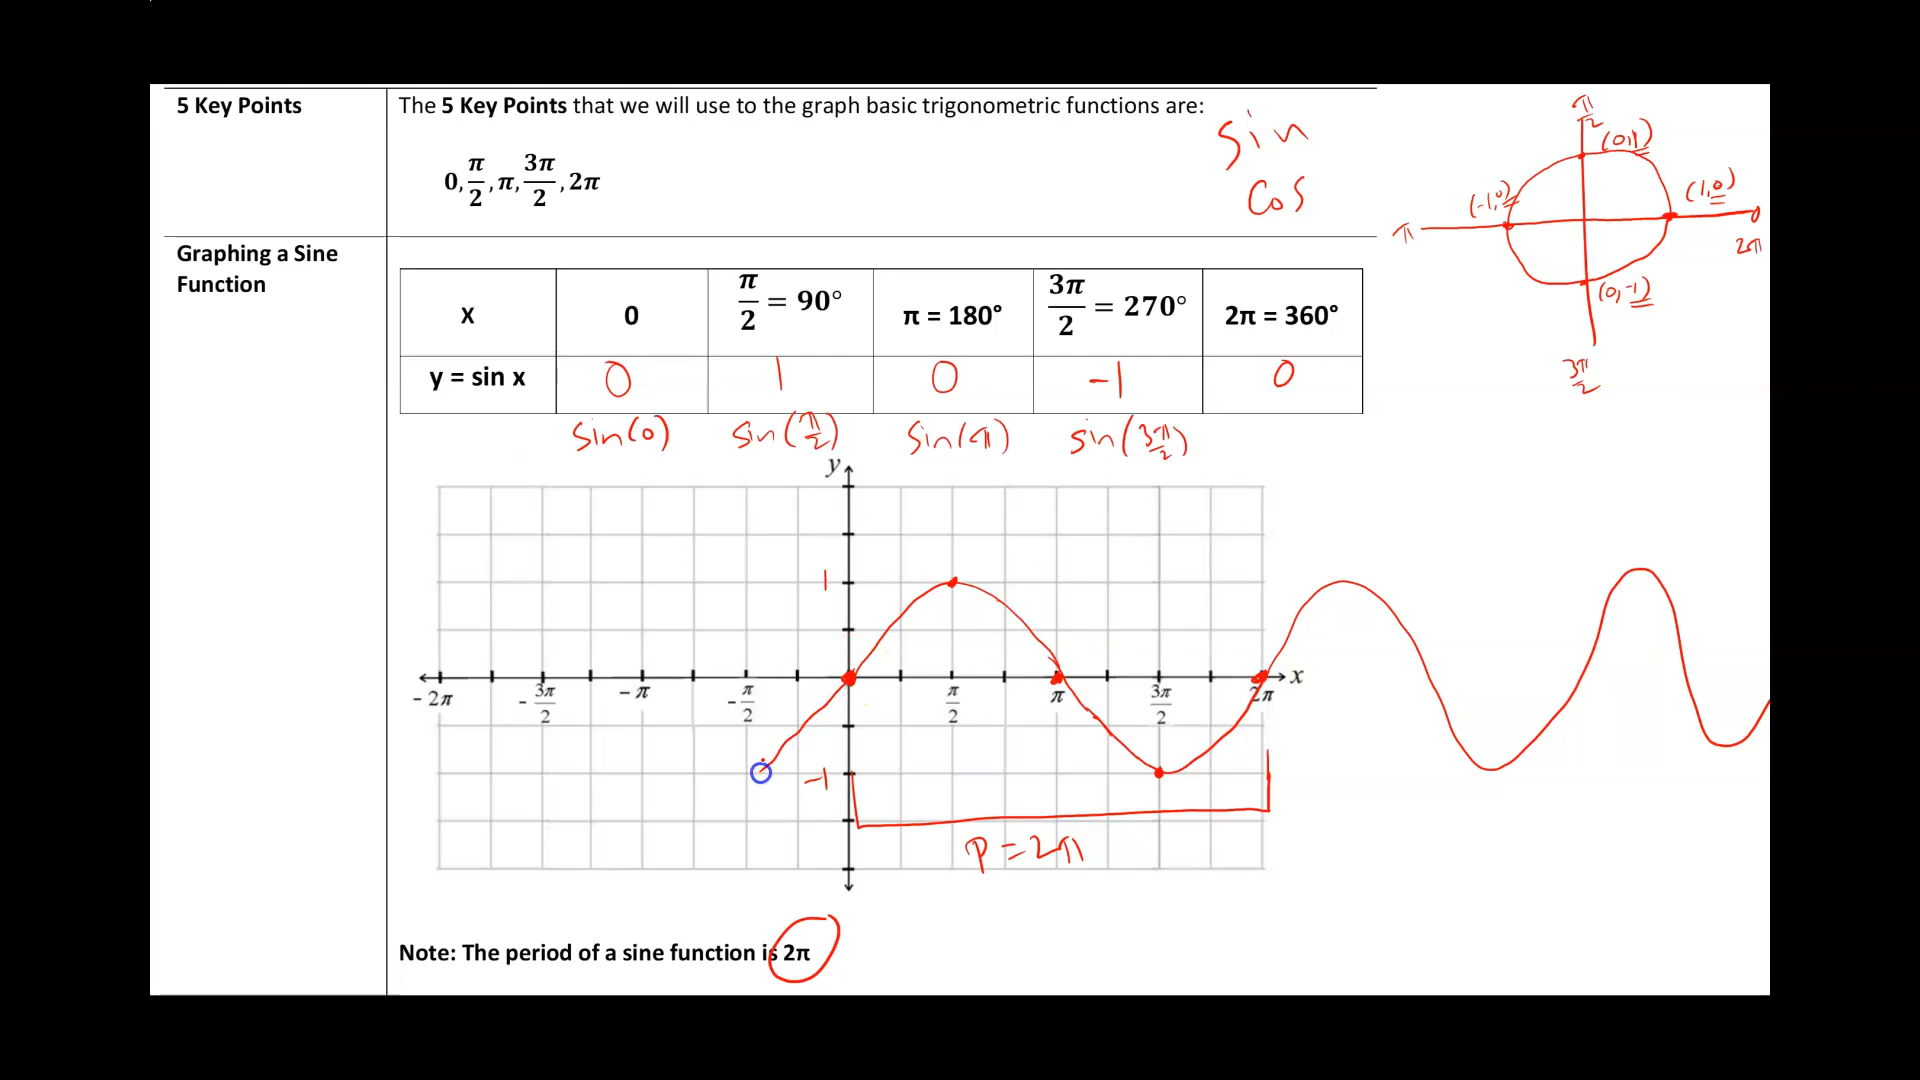 5 Key Points
The 5 Key Points that we will use to the graph basic trigonometric functions are:
0, π/2, π, 3π/2, 2π
sin
cos
π/2
(0,1)
(-1,0)
(1,0)
π
0
2π
(0,-1)
3π/2
Graphing a Sine
Function
x 0 π/2 = 90° π = 180° 3π/2 = 270° 2π = 360°
y = sin x 0 1 0 -1 0
sin(0) sin(π/2) sin(π) sin(3π/2)
y
1
-2π -3π/2 -π -π/2 π/2 π 3π/2 2π x
-1
P = 2π
Note: The period of a sine function is 2π